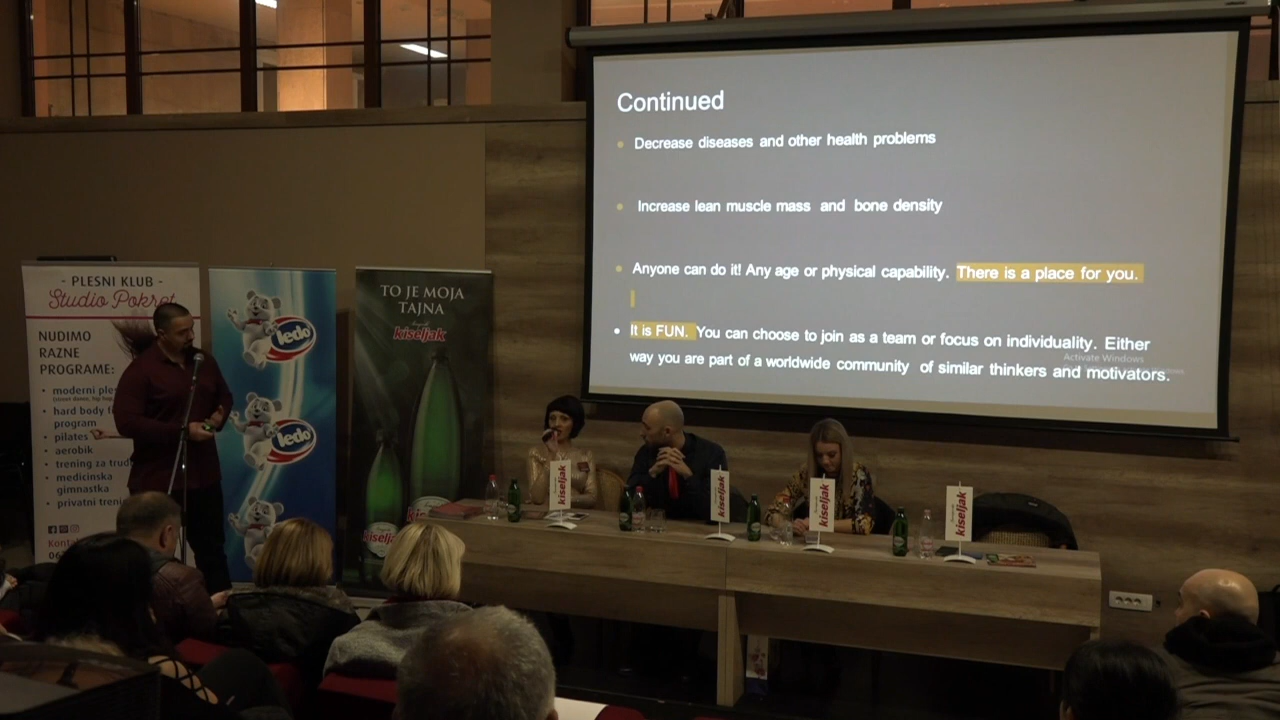 Continued
Decrease diseases and other health problems
Increase lean muscle mass and bone density
Anyone can do it! Any age or physical capability. There is a place for you.
It is FUN. You can choose to join as a team or focus on individuality. Either
way you are part of a worldwide community of similar thinkers and motivators.
Activate Windows
- PLESNI KLUB -
Studio Pokret
NUDIMO
RAZNE
PROGRAME:
moderni
hard body
program
pilates
aerobik
trening za
medicinska
gimnastka
privatni
ledo
ledo
TO JE MOJA
TAJNA
kiseljak
kiseljak
kiseljak
kiseljak
kiseljak
kiseljak